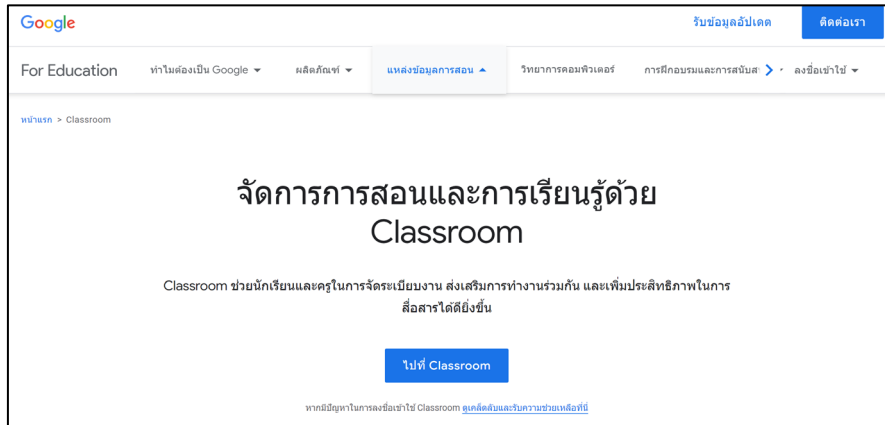 Google
รับข้อมูลอัปเดต
ติดต่อเรา
For Education
ทำไมต้องเป็น Google
ผลิตภัณฑ์
แหล่งข้อมูลการสอน
วิทยาการคอมพิวเตอร์
การฝึกอบรมและการสนับส
ลงชื่อเข้าใช้
หน้าแรก > Classroom
จัดการการสอนและการเรียนรู้ด้วย
Classroom
Classroom ช่วยนักเรียนและครูในการจัดระเบียบงาน ส่งเสริมการทำงานร่วมกัน และเพิ่มประสิทธิภาพในการ
สื่อสารได้ดียิ่งขึ้น
ไปที่ Classroom
หากมีปัญหาในการลงชื่อเข้าใช้ Classroom ดูเคล็ดลับและรับความช่วยเหลือที่นี่